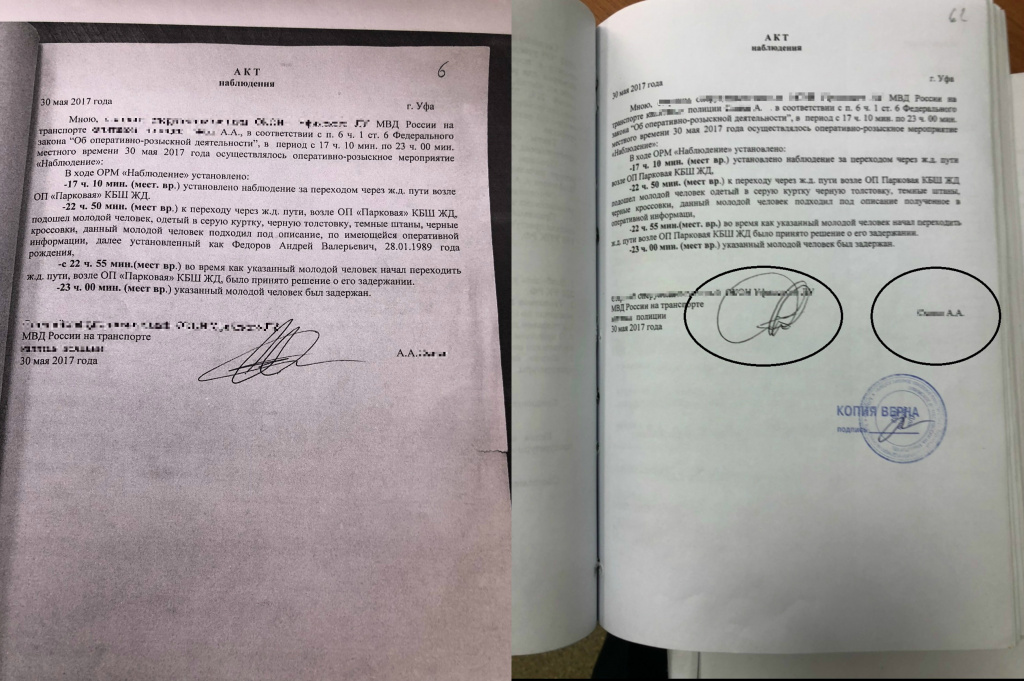 АКТ
наблюдения
6
30 мая 2017 года
г. Уфа
Мною, МВД России на
транспорте А.А., в соответствии с п. 6 ч. 1 ст. 6 Федерального
закона “Об оперативно-розыскной деятельности”, в период с 17 ч. 10 мин. по 23 ч. 00 мин.
местного времени 30 мая 2017 года осуществлялось оперативно-розыскное мероприятие
«Наблюдение»:
В ходе ОРМ «Наблюдение» установлено:
-17 ч. 10 мин. (мест. вр.) установлено наблюдение за переходом через ж.д. пути возле
ОП «Парковая» КБШ ЖД.
-22 ч. 50 мин. (мест. вр.) к переходу через ж.д. пути, возле ОП «Парковая» КБШ ЖД,
подошел молодой человек, одетый в серую куртку, черную толстовку, темные штаны, черные
кроссовки, данный молодой человек подходил под описание, по имеющейся оперативной
информации, далее установленный как Федоров Андрей Валерьевич, 28.01.1989 года
рождения,
-с 22 ч. 55 мин.(мест вр.) во время как указанный молодой человек начал переходить
ж.д. пути, возле ОП «Парковая» КБШ ЖД, было принято решение о его задержании.
-23 ч. 00 мин.(мест вр.) указанный молодой человек был задержан.
МВД России на транспорте
30 мая 2017 года
А.А.
АКТ
наблюдения
62
30 мая 2017 года
г. Уфа
Мною, МВД России на
транспорте полиции А. в соответствии с п. 6 ч. 1 ст. 6 Федерального
закона “Об оперативно-розыскной деятельности”, в период с 17 ч. 10 мин. по 23 ч. 00 мин.
местного времени 30 мая 2017 года осуществлялось оперативно-розыскное мероприятие
«Наблюдение»:
В ходе ОРМ «Наблюдение» установлено:
-17 ч. 10 мин. (мест вр.) установлено наблюдение за переходом через ж.д. пути
возле ОП Парковая КБШ ЖД.
-22 ч. 50 мин. (мест вр.) к переходу через ж.д. пути, возле ОП Парковая КБШ ЖД
подошел молодой человек одетый в серую куртку, черную толстовку, темные штаны,
черные кроссовки, данный молодой человек подходил под описание полученное в
оперативной информаци,
-22 ч. 55 мин.(мест вр.) во время как указанный молодой человек начал переходить
ж.д. пути возле ОП Парковая КБШ ЖД было принято решении о его задержании.
-23 ч. 00 мин.(мест вр.) указанный молодой человек был задержан.
МВД России на транспорте
полиции
30 мая 2017 года
А.А.
КОПИЯ ВЕРНА
подпись